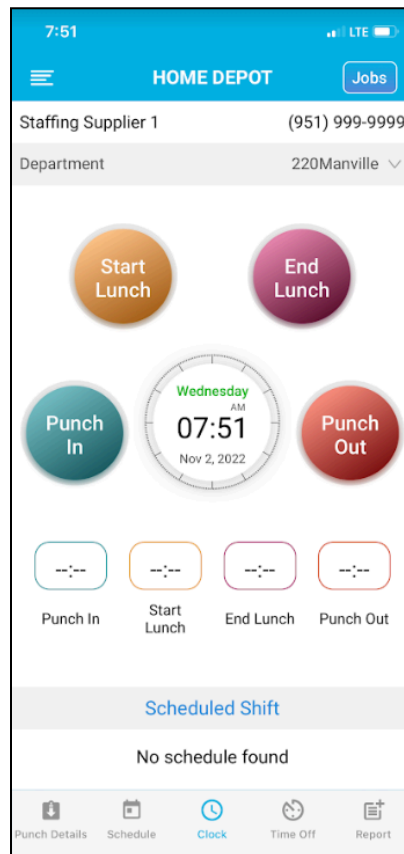 7:51 LTE
HOME DEPOT Jobs
Staffing Supplier 1 (951) 999-9999
Department 220Manville
Start
Lunch
End
Lunch
Punch
In
Wednesday
AM
07:51
Nov 2, 2022
Punch
Out
--:-- --:-- --:-- --:--
Punch In
Start
Lunch
End Lunch
Punch Out
Scheduled Shift
No schedule found
Punch Details Schedule Clock Time Off Report